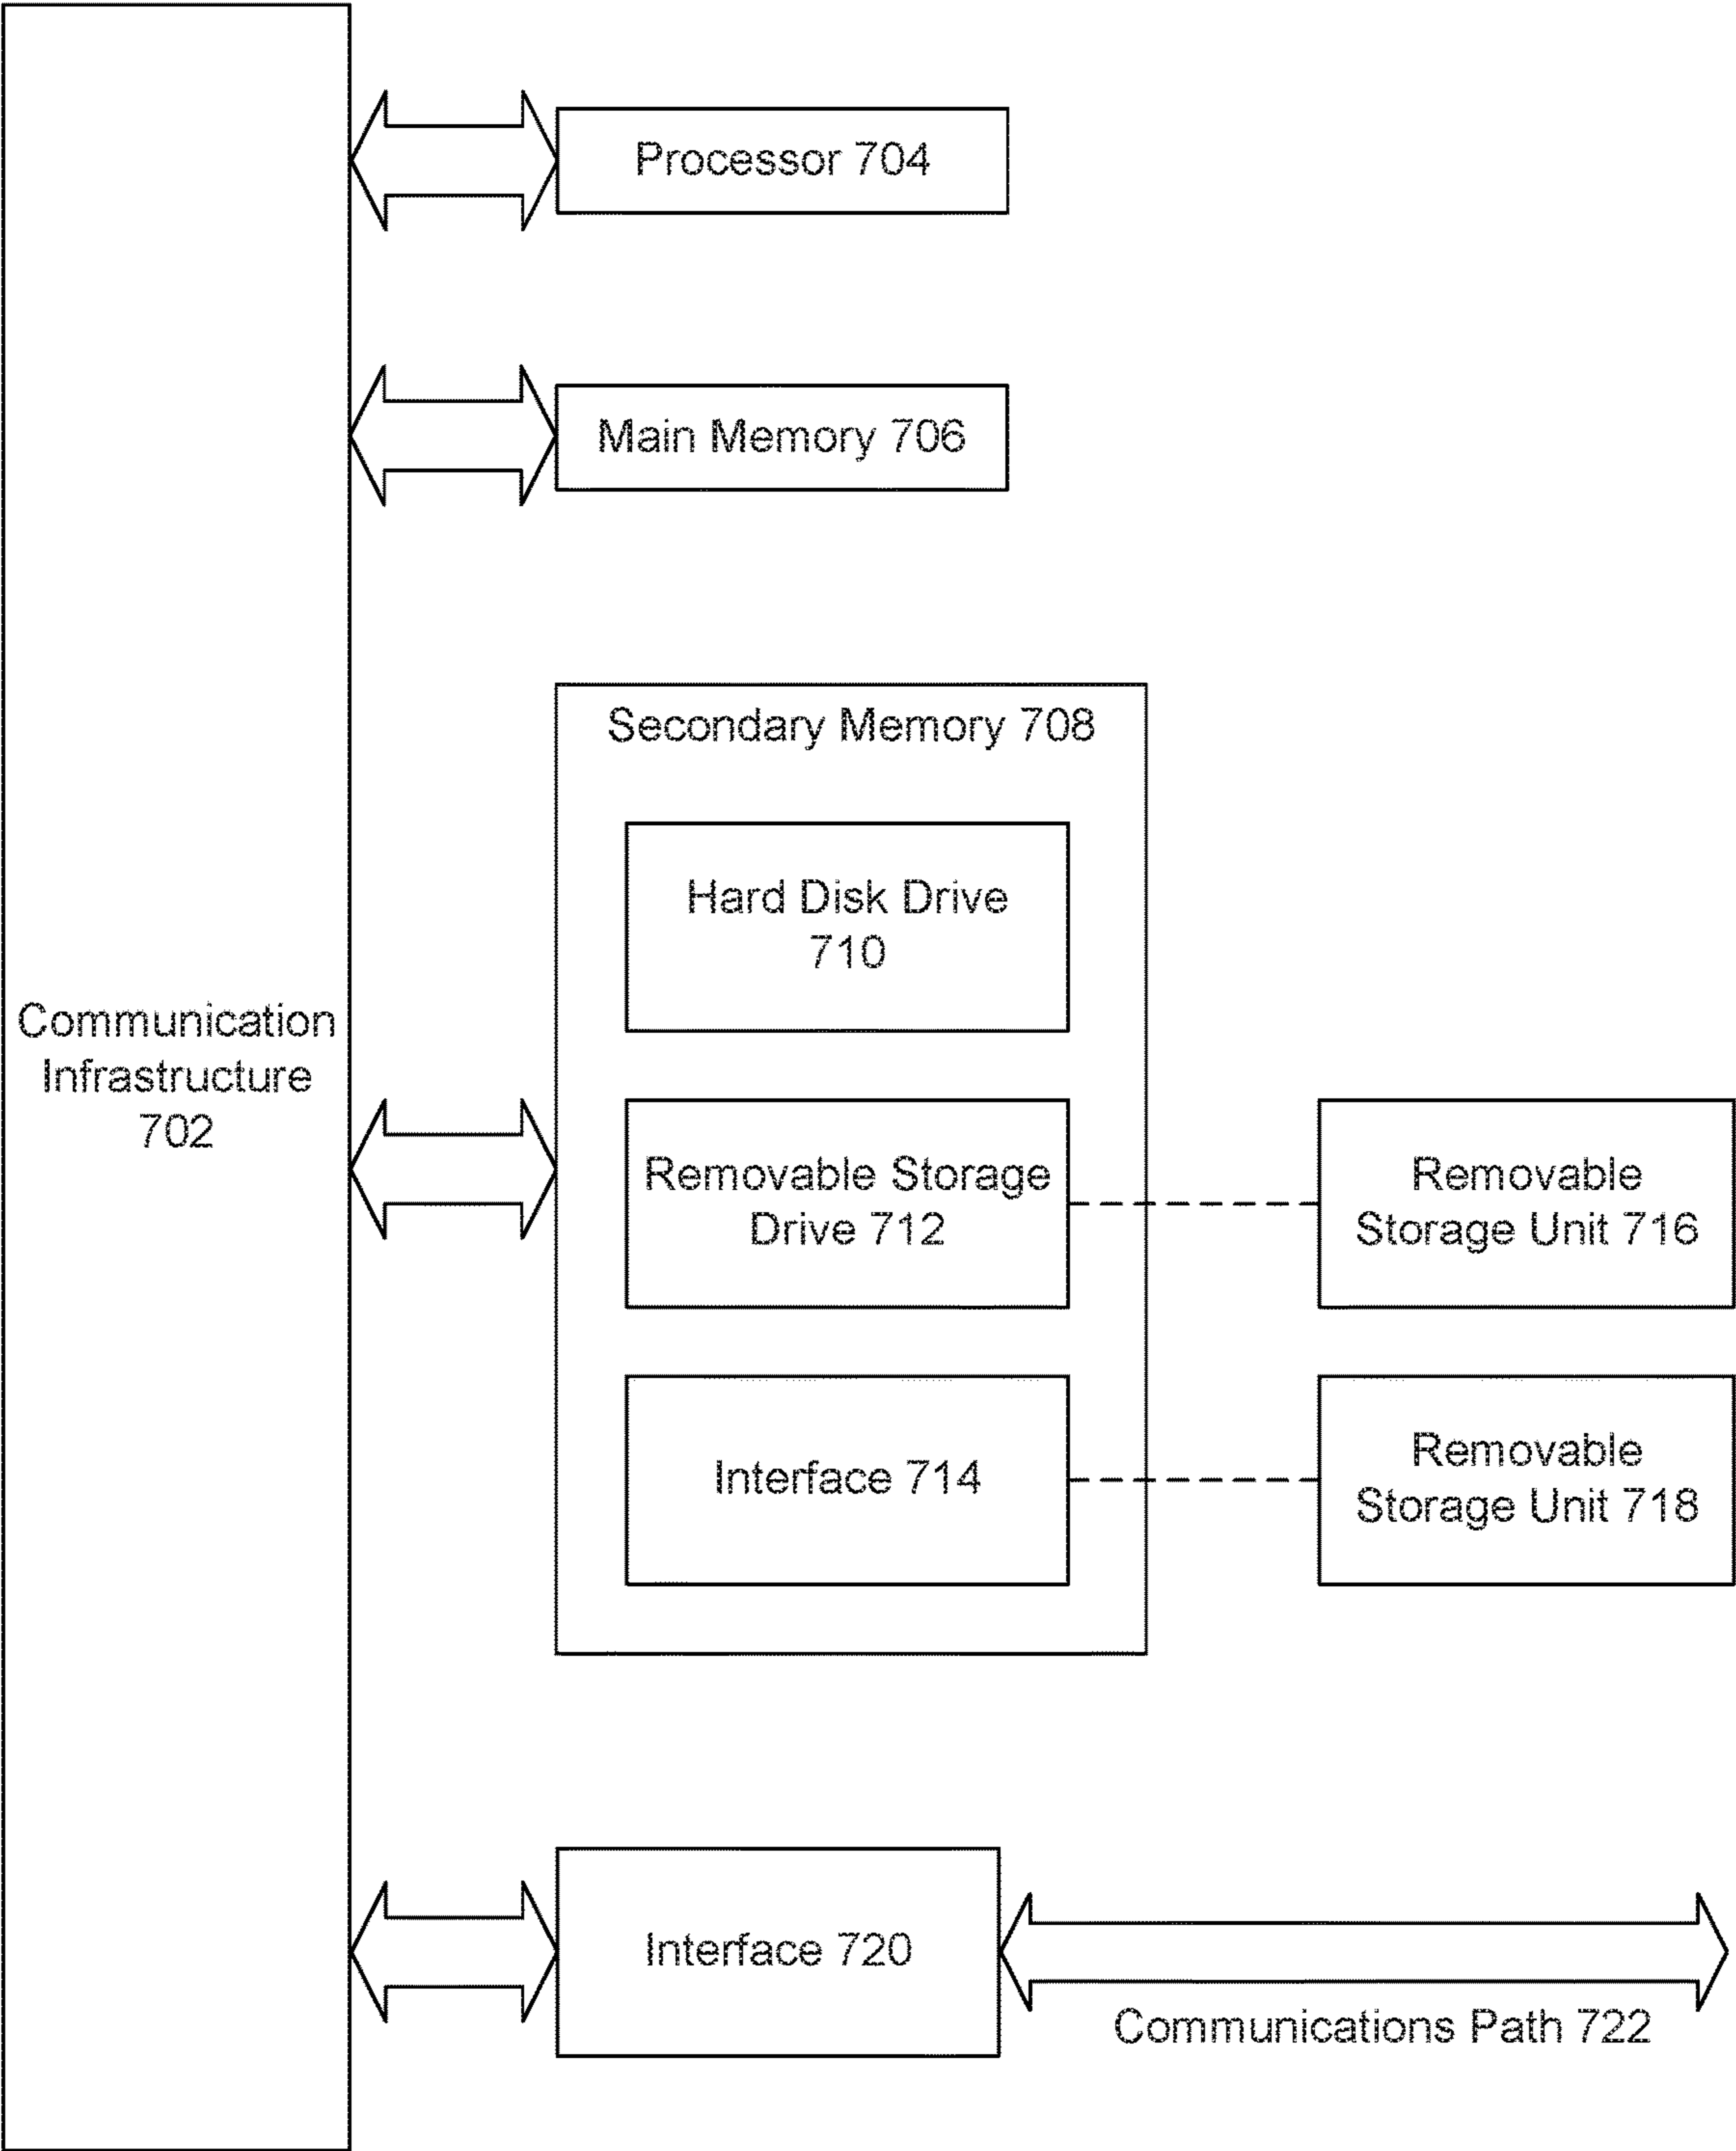 Processor 704
Main Memory 706
Secondary Memory 708
Hard Disk Drive
710
Communication
Infrastructure
702
Removable Storage
Drive 712
Removable
Storage Unit 716
Interface 714
Removable
Storage Unit 718
Interface 720
Communications Path 722